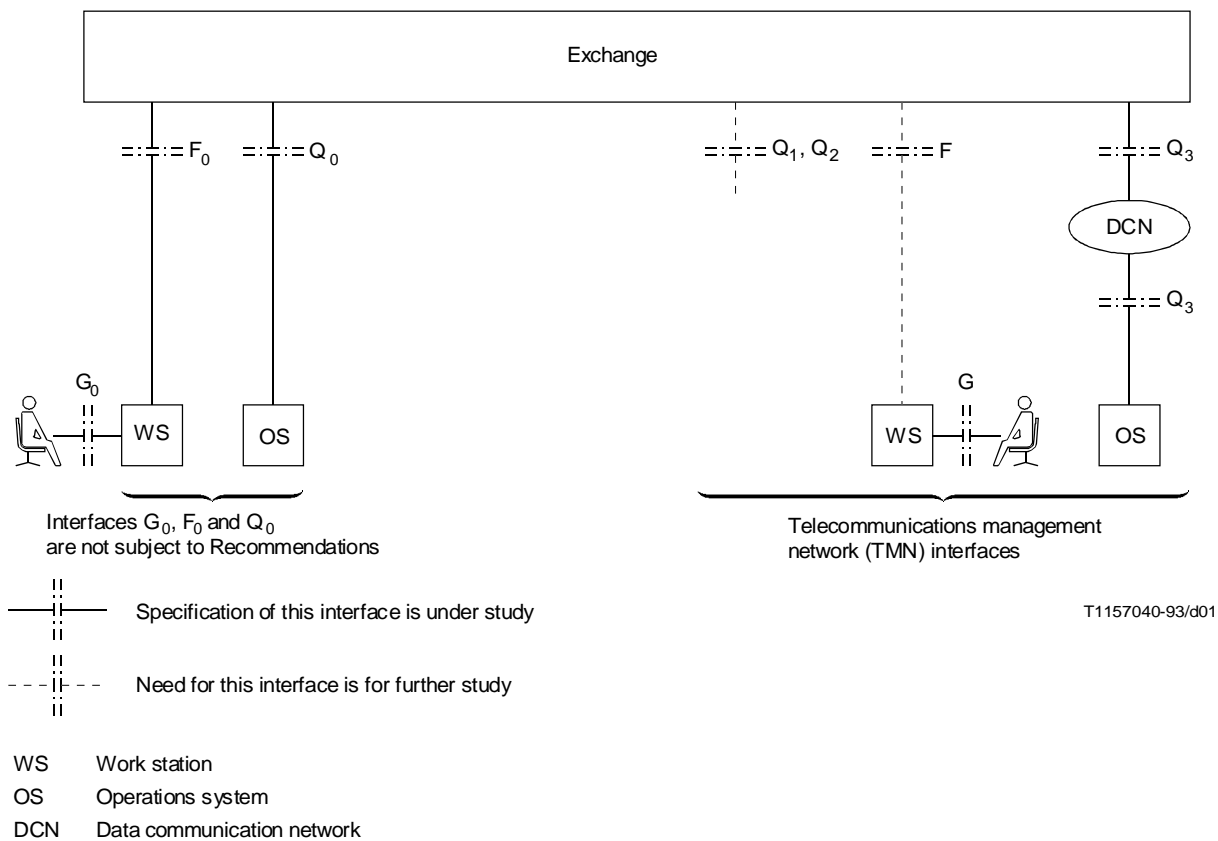 Exchange
F₀
Q₀
Q₁, Q₂
F
Q₃
DCN
Q₃
G₀
WS
OS
WS
G
OS
Interfaces G₀, F₀ and Q₀
are not subject to Recommendations
Telecommunications management
network (TMN) interfaces
Specification of this interface is under study
T1157040-93/d01
Need for this interface is for further study
WS Work station
OS Operations system
DCN Data communication network